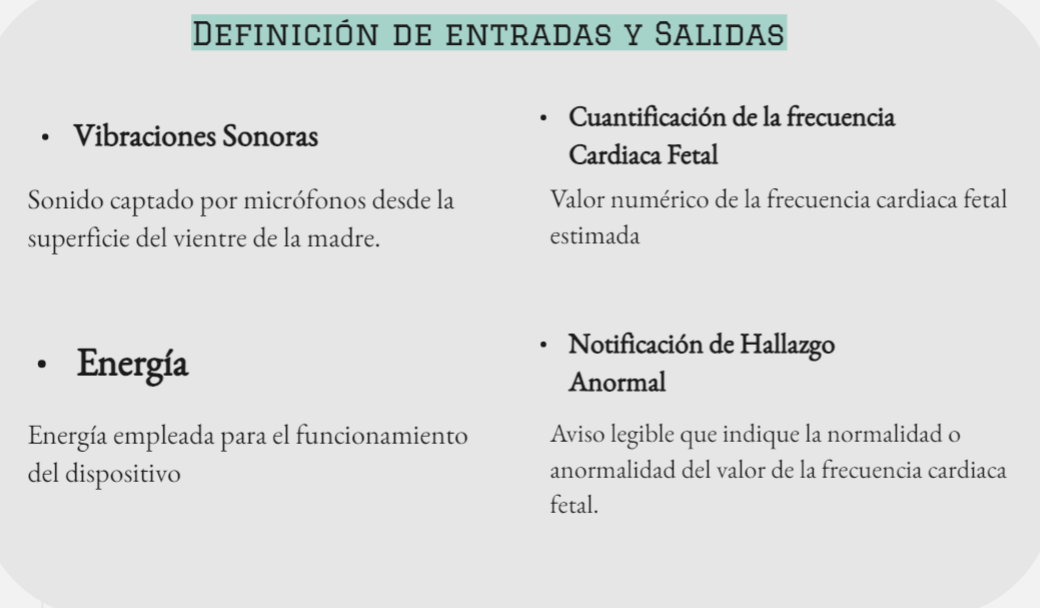 Definición de entradas y Salidas
• Vibraciones Sonoras
Sonido captado por micrófonos desde la
superficie del vientre de la madre.
• Energía
Energía empleada para el funcionamiento
del dispositivo
• Cuantificación de la frecuencia
Cardiaca Fetal
Valor numérico de la frecuencia cardiaca fetal
estimada
• Notificación de Hallazgo
Anormal
Aviso legible que indique la normalidad o
anormalidad del valor de la frecuencia cardiaca
fetal.